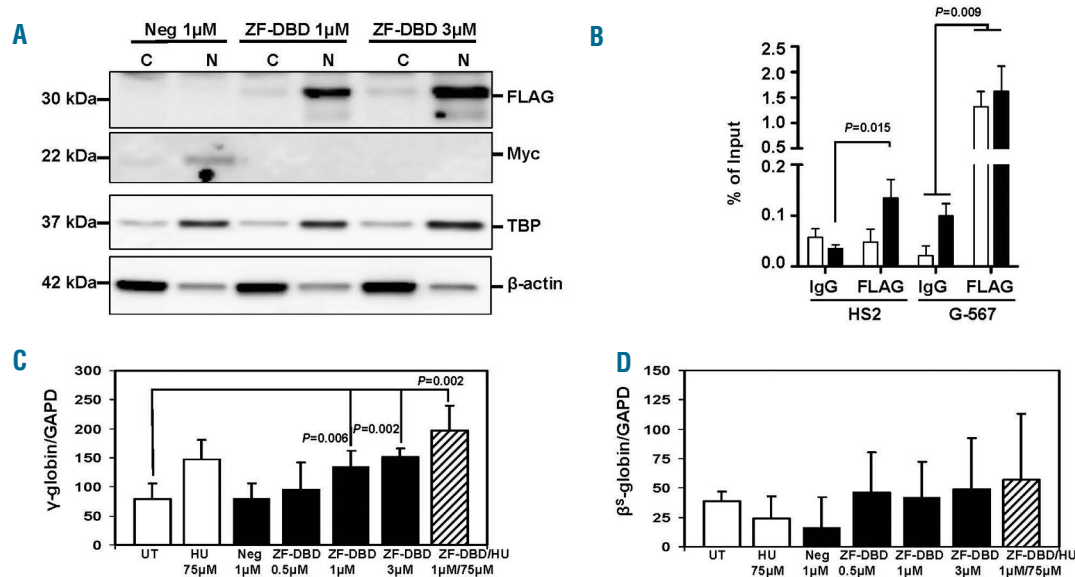 A
Neg 1µM ZF-DBD 1µM ZF-DBD 3µM
C N C N C N
30 kDa FLAG
22 kDa Myc
37 kDa TBP
42 kDa β-actin
B
P=0.009
P=0.015
% of Input
2.5
2.0
1.5
1.0
0.5
0.1
0.0
IgG FLAG IgG FLAG
HS2 G-567
C
γ-globin/GAPD
300
250
200
150
100
50
0
P=0.002
P=0.006
P=0.002
UT HU Neg ZF-DBD ZF-DBD ZF-DBD ZF-DBD/HU
75µM 1µM 0.5µM 1µM 3µM 1µM/75µM
D
βˢ-globin/GAPD
150
125
100
75
50
25
0
UT HU Neg ZF-DBD ZF-DBD ZF-DBD ZF-DBD/HU
75µM 1µM 0.5µM 1µM 3µM 1µM/75µM